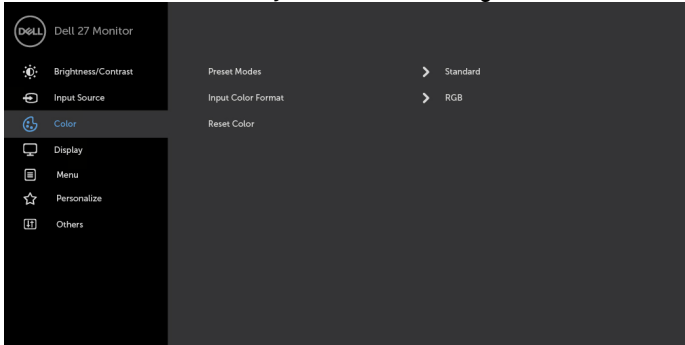 DELL Dell 27 Monitor
Brightness/Contrast Preset Modes Standard
Input Source Input Color Format RGB
Color Reset Color
Display
Menu
Personalize
Others